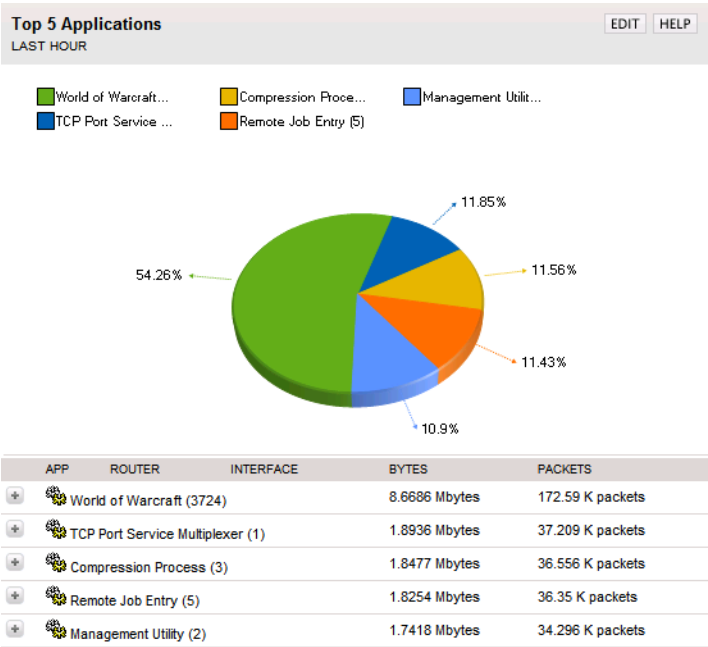 Top 5 Applications
EDIT HELP
LAST HOUR
World of Warcraft... Compression Proce... Management Utilit...
TCP Port Service ... Remote Job Entry (5)
11.85%
54.26%
11.56%
11.43%
10.9%
APP ROUTER INTERFACE BYTES PACKETS
World of Warcraft (3724) 8.6686 Mbytes 172.59 K packets
TCP Port Service Multiplexer (1) 1.8936 Mbytes 37.209 K packets
Compression Process (3) 1.8477 Mbytes 36.556 K packets
Remote Job Entry (5) 1.8254 Mbytes 36.35 K packets
Management Utility (2) 1.7418 Mbytes 34.296 K packets